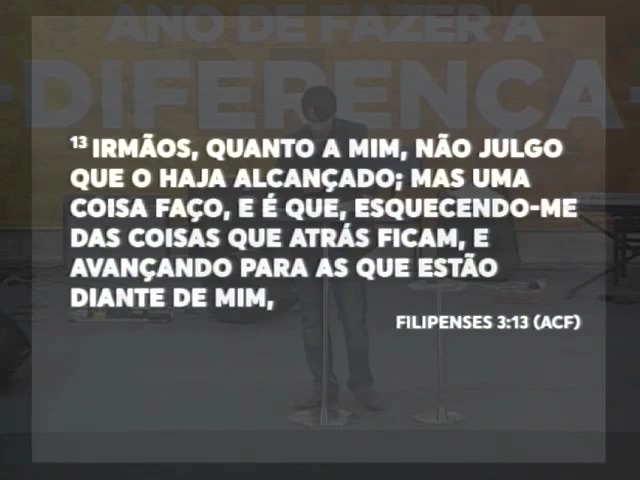 ANO DE FAZER A
DIFERENÇA
13 IRMÃOS, QUANTO A MIM, NÃO JULGO
QUE O HAJA ALCANÇADO; MAS UMA
COISA FAÇO, E É QUE, ESQUECENDO-ME
DAS COISAS QUE ATRÁS FICAM, E
AVANÇANDO PARA AS QUE ESTÃO
DIANTE DE MIM,
FILIPENSES 3:13 (ACF)